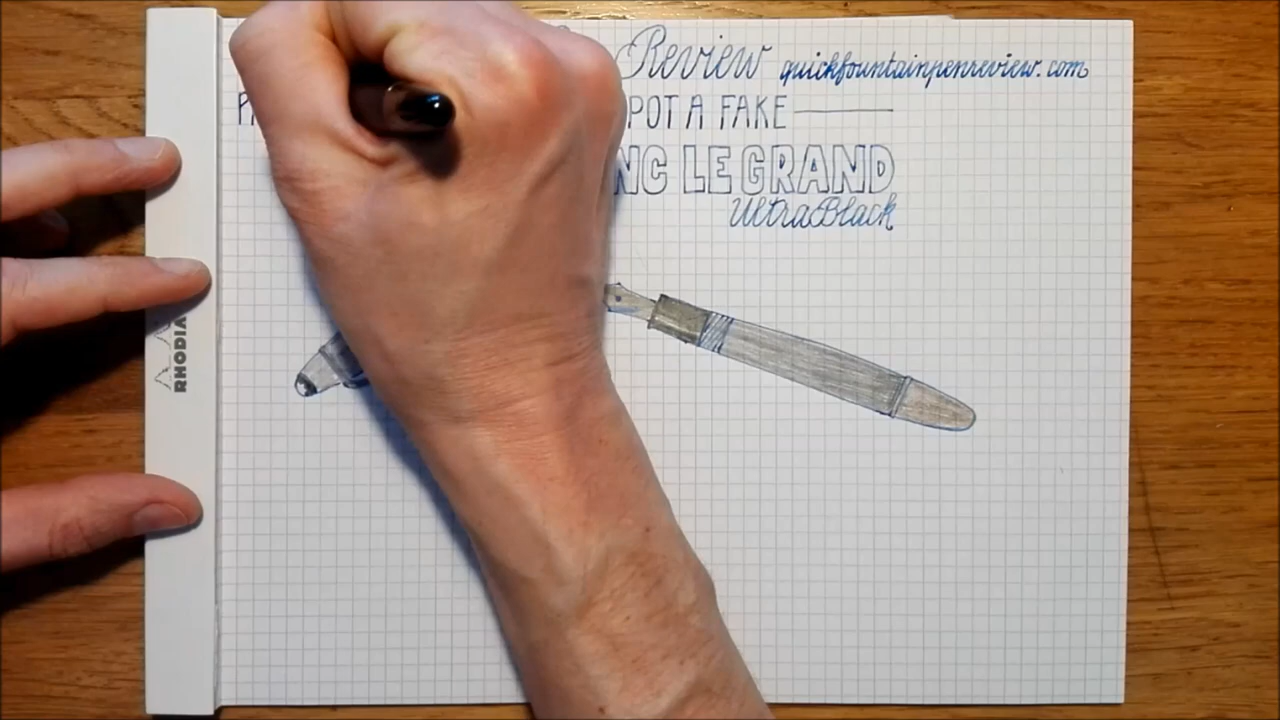 Review quickfountainpenreview.com
POT A FAKE
NC LE GRAND
UltraBlack
RHODIA